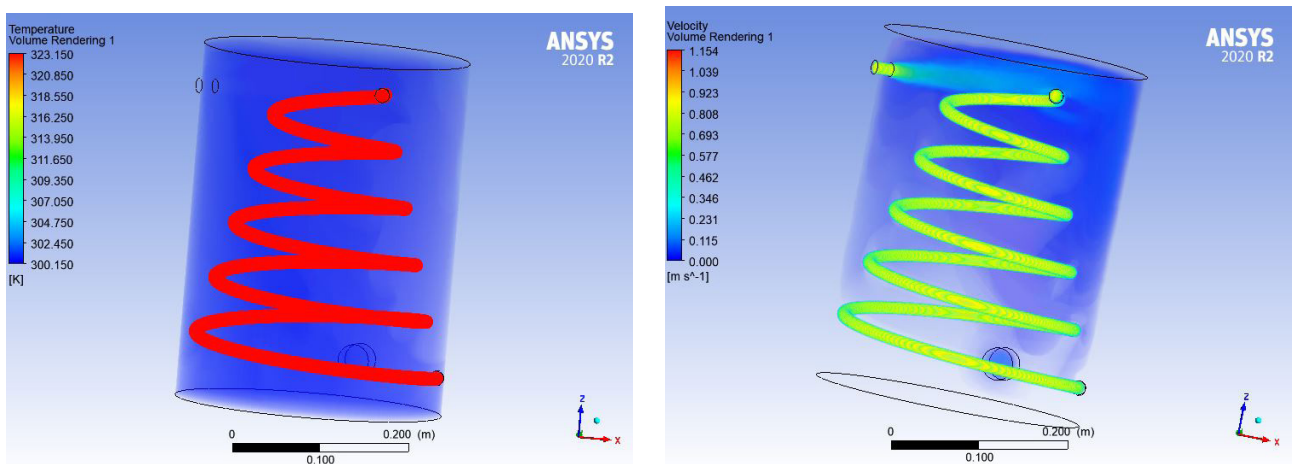 Temperature
Volume Rendering 1
323.150
320.850
318.550
316.250
313.950
311.650
309.350
307.050
304.750
302.450
300.150
[K]
ANSYS
2020 R2
0
0.200 (m)
0.100
z
x
Velocity
Volume Rendering 1
1.154
1.039
0.923
0.808
0.693
0.577
0.462
0.346
0.231
0.115
0.000
[m s^-1]
ANSYS
2020 R2
0
0.200 (m)
0.100
z
x